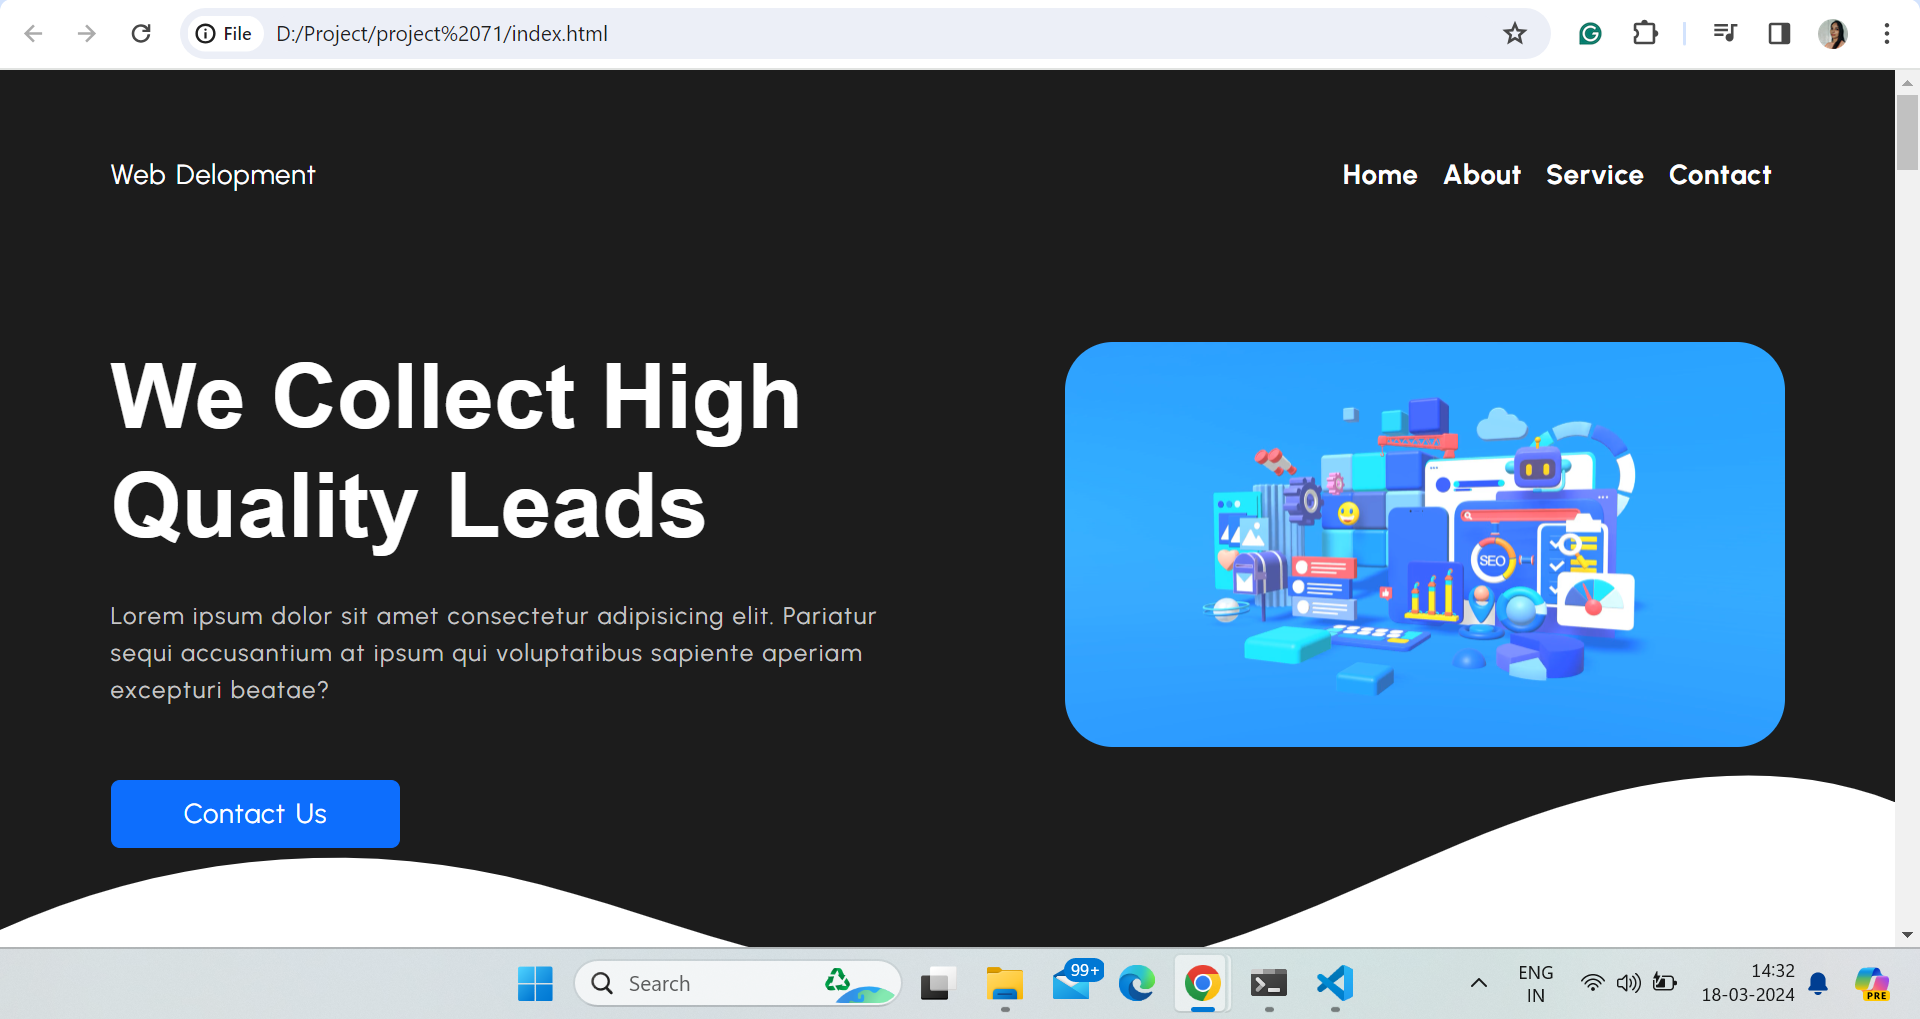 File
D:/Project/project%2071/index.html
Web Delopment
Home About Service Contact
We Collect High
Quality Leads
Lorem ipsum dolor sit amet consectetur adipisicing elit. Pariatur
sequi accusantium at ipsum qui voluptatibus sapiente aperiam
excepturi beatae?
SEO
Contact Us
Search
99+
ENG
IN
14:32
18-03-2024
PRE